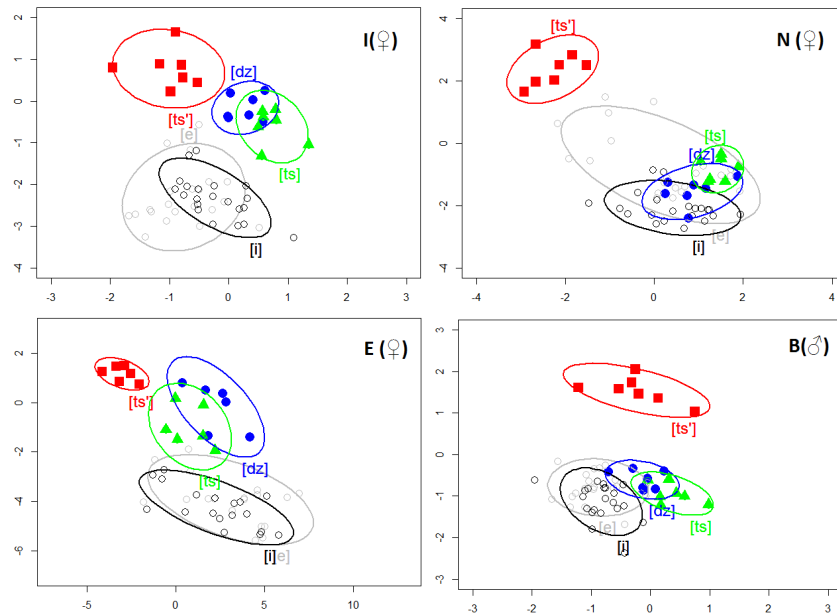 I(♀)
2
1
0
-1
-2
-3
-4
[ts']
[dz]
[e]
[ts]
[i]
-3 -2 -1 0 1 2 3
N (♀)
4
2
0
-2
-4
[ts']
[ts]
[dz]
[e]
[i]
-4 -2 0 2 4
E (♀)
2
0
-2
-4
-6
[ts']
[dz]
[ts]
[i]e]
-5 0 5 10
B(♂)
3
2
1
0
-1
-2
-3
[ts']
[dz]
[e]
[ts]
[i]
-3 -2 -1 0 1 2 3